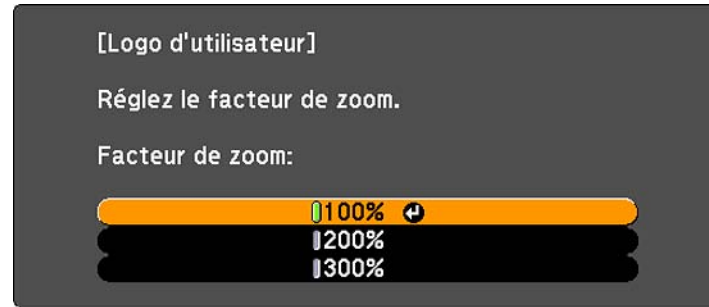 [Logo d'utilisateur]
Réglez le facteur de zoom.
Facteur de zoom:
100%
200%
300%